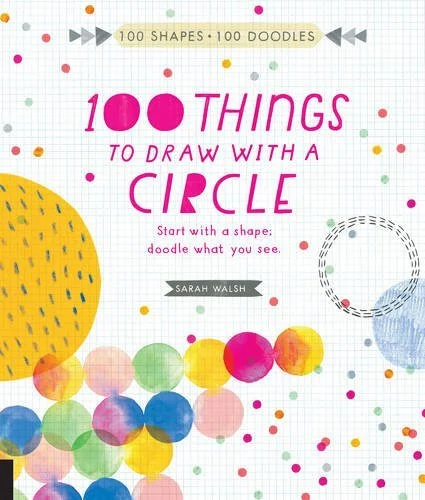 100 SHAPES • 100 DOODLES
100 THINGS
TO DRAW WITH A
CIRCLE
Start with a shape;
doodle what you see.
SARAH WALSH